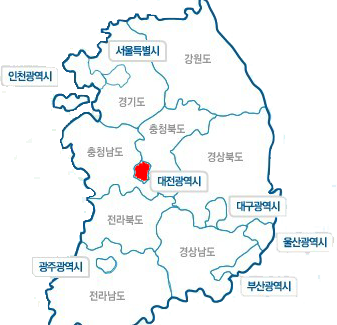 서울특별시
강원도
인천광역시
경기도
충청북도
충청남도
경상북도
대전광역시
대구광역시
전라북도
울산광역시
경상남도
광주광역시
부산광역시
전라남도